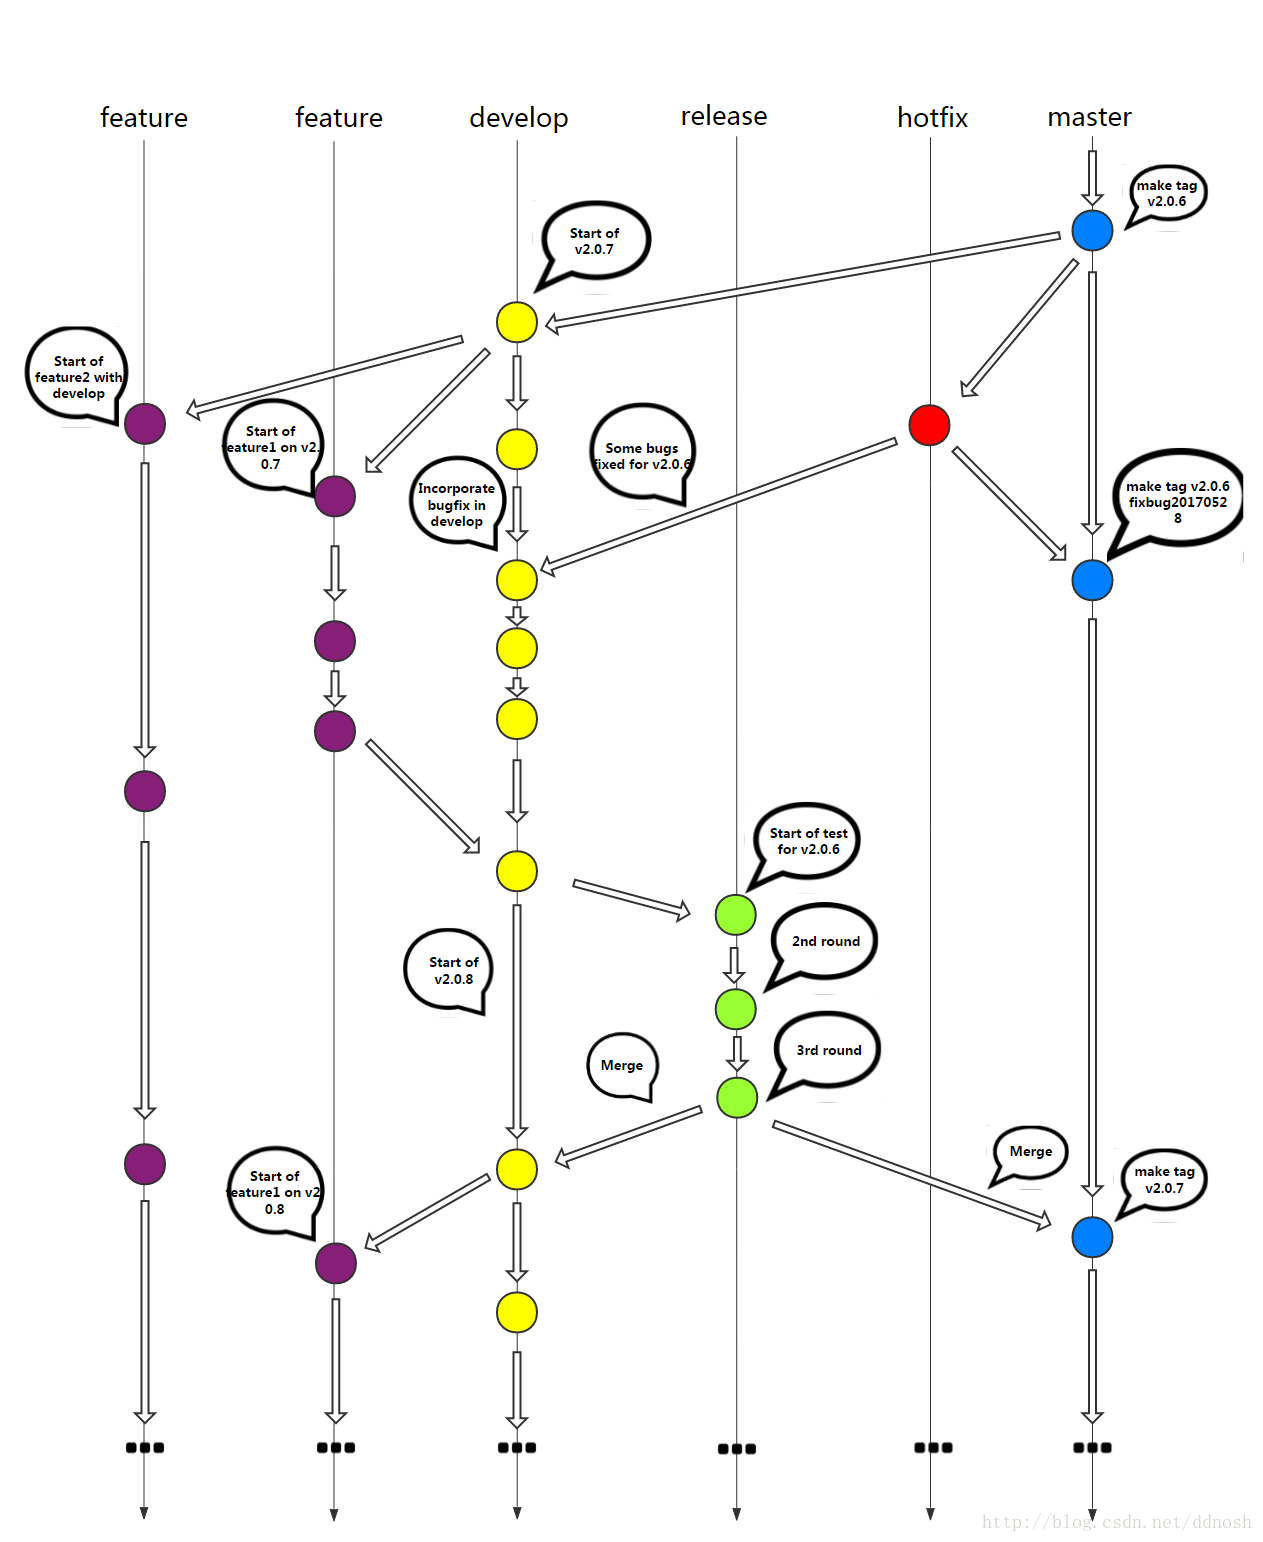 feature
feature
develop
release
hotfix
master
make tag
v2.0.6
Start of
v2.0.7
Start of
feature2 with
develop
Start of
feature1 on v2.
0.7
Incorporate
bugfix in
develop
Some bugs
fixed for v2.0.6
make tag v2.0.6
fixbug2017052
8
Start of test
for v2.0.6
2nd round
Start of
v2.0.8
3rd round
Merge
Merge
make tag
v2.0.7
Start of
feature1 on v2
0.8
http://blog.csdn.net/ddnosh